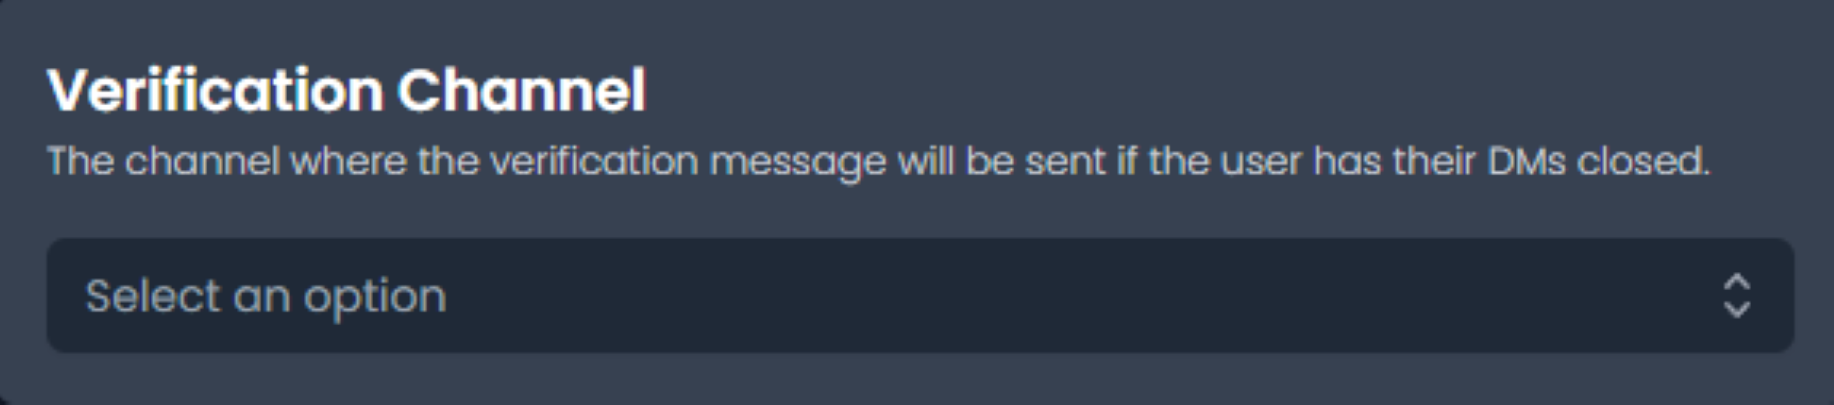 Verification Channel
The channel where the verification message will be sent if the user has their DMs closed.
Select an option